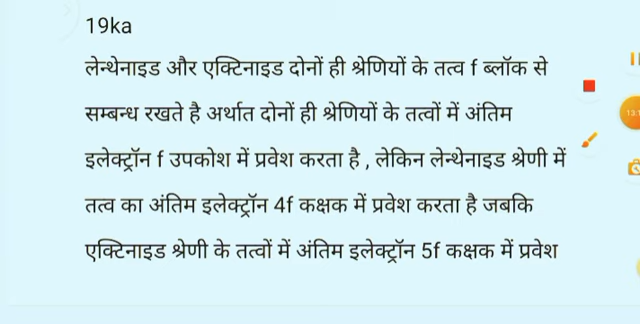 19ka
लेन्थेनाइड और एक्टिनाइड दोनों ही श्रेणियों के तत्व f ब्लॉक से
सम्बन्ध रखते है अर्थात दोनों ही श्रेणियों के तत्वों में अंतिम
इलेक्ट्रॉन f उपकोश में प्रवेश करता है , लेकिन लेन्थेनाइड श्रेणी में
तत्व का अंतिम इलेक्ट्रॉन 4f कक्षक में प्रवेश करता है जबकि
एक्टिनाइड श्रेणी के तत्वों में अंतिम इलेक्ट्रॉन 5f कक्षक में प्रवेश